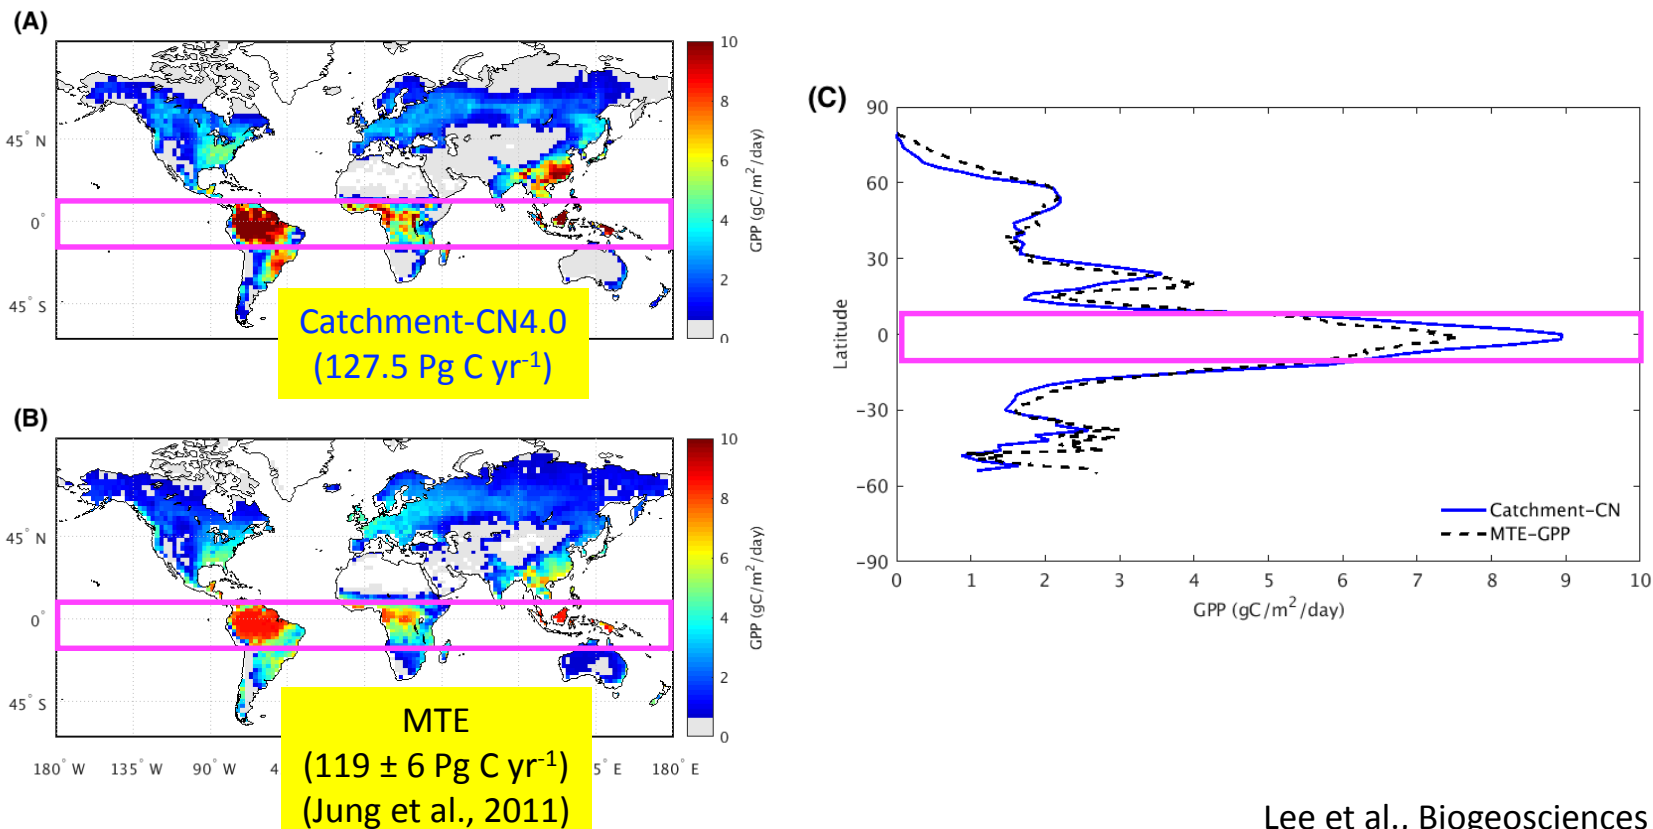 (A)
45° N
0°
45° S
10
8
6
4
2
0
GPP (gC/m²/day)
Catchment-CN4.0
(127.5 Pg C yr⁻¹)
(B)
45° N
0°
45° S
180° W 135° W 90° W 4 5° E 180° E
10
8
6
4
2
0
GPP (gC/m²/day)
MTE
(119 ± 6 Pg C yr⁻¹)
(Jung et al., 2011)
(C)
90
60
30
0
−30
−60
−90
Latitude
0 1 2 3 4 5 6 7 8 9 10
GPP (gC/m²/day)
Catchment-CN
MTE-GPP
Lee et al., Biogeosciences